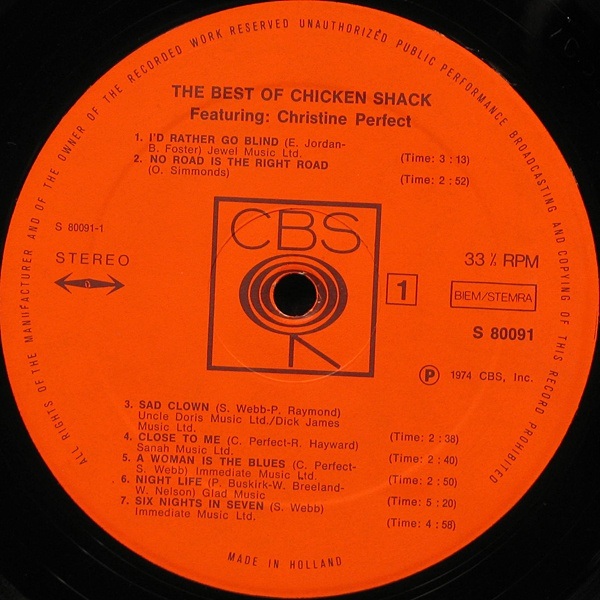 ALL RIGHTS OF THE MANUFACTURER AND OF THE OWNER OF THE RECORDED WORK RESERVED UNAUTHORIZED PUBLIC PERFORMANCE BROADCASTING AND COPYING OF THIS RECORD PROHIBITED
THE BEST OF CHICKEN SHACK
Featuring: Christine Perfect
1. I'D RATHER GO BLIND (E. Jordan-
B. Foster) Jewel Music Ltd. (Time: 3:13)
2. NO ROAD IS THE RIGHT ROAD
(O. Simmonds) (Time: 2:52)
CBS
S 80091-1
STEREO
33⅓ RPM
1
BIEM/STEMRA
S 80091
℗ 1974 CBS, Inc.
3. SAD CLOWN (S. Webb-P. Raymond)
Uncle Doris Music Ltd./Dick James
Music Ltd. (Time: 2:38)
4. CLOSE TO ME (C. Perfect-R. Hayward)
Sanah Music Ltd. (Time: 2:40)
5. A WOMAN IS THE BLUES (C. Perfect-
S. Webb) Immediate Music Ltd. (Time: 2:50)
6. NIGHT LIFE (P. Buskirk-W. Breeland-
W. Nelson) Glad Music (Time: 5:20)
7. SIX NIGHTS IN SEVEN (S. Webb)
Immediate Music Ltd. (Time: 4:58)
MADE IN HOLLAND